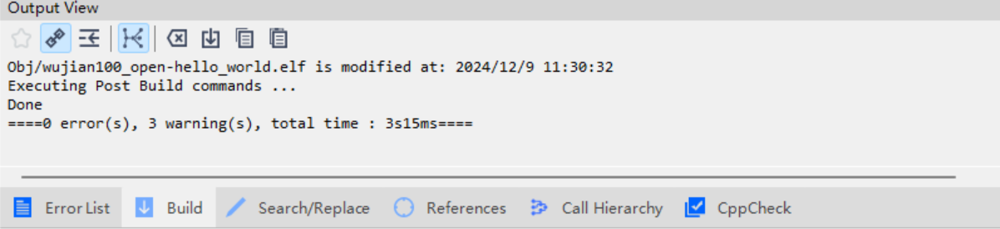 Output View
Obj/wujian100_open-hello_world.elf is modified at: 2024/12/9 11:30:32
Executing Post Build commands ...
Done
====0 error(s), 3 warning(s), total time : 3s15ms====
Error List Build Search/Replace References Call Hierarchy CppCheck